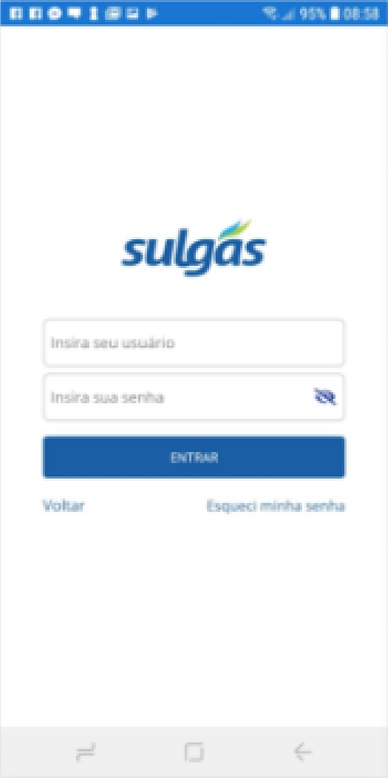 95% 08:58
sulgás
Insira seu usuário
Insira sua senha
ENTRAR
Voltar Esqueci minha senha